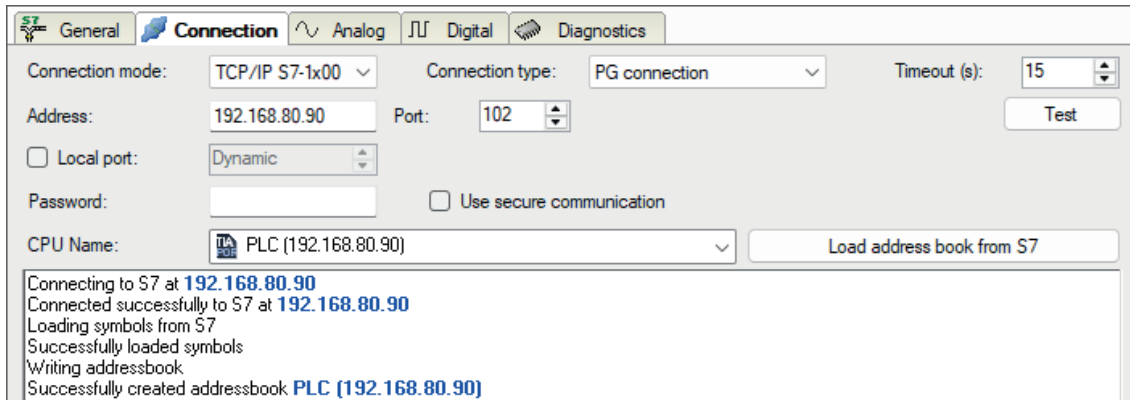 S7 General Connection Analog Digital Diagnostics
Connection mode: TCP/IP S7-1x00 Connection type: PG connection Timeout (s): 15
Address: 192.168.80.90 Port: 102 Test
Local port: Dynamic
Password: Use secure communication
CPU Name: PLC (192.168.80.90) Load address book from S7
Connecting to S7 at 192.168.80.90
Connected successfully to S7 at 192.168.80.90
Loading symbols from S7
Successfully loaded symbols
Writing addressbook
Successfully created addressbook PLC (192.168.80.90)